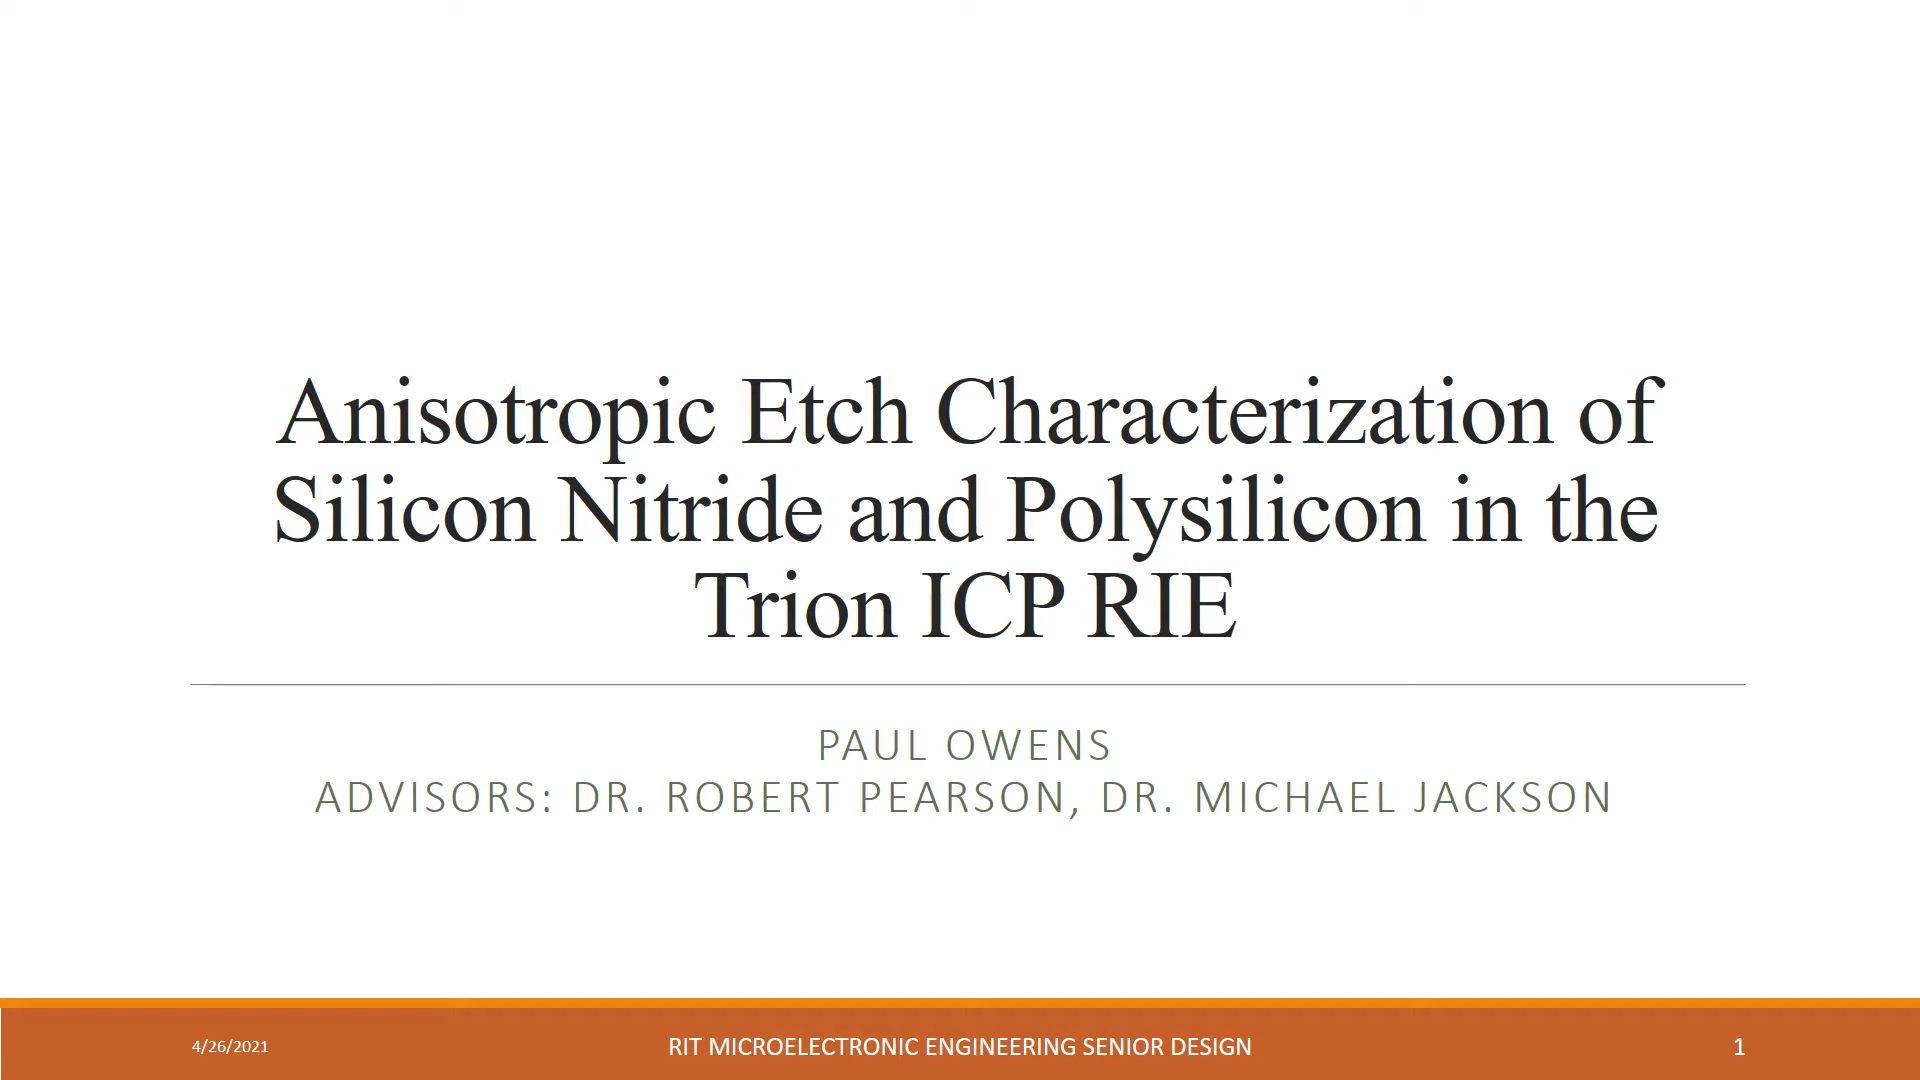 Anisotropic Etch Characterization of
Silicon Nitride and Polysilicon in the
Trion ICP RIE
PAUL OWENS
ADVISORS: DR. ROBERT PEARSON, DR. MICHAEL JACKSON
4/26/2021
RIT MICROELECTRONIC ENGINEERING SENIOR DESIGN
1